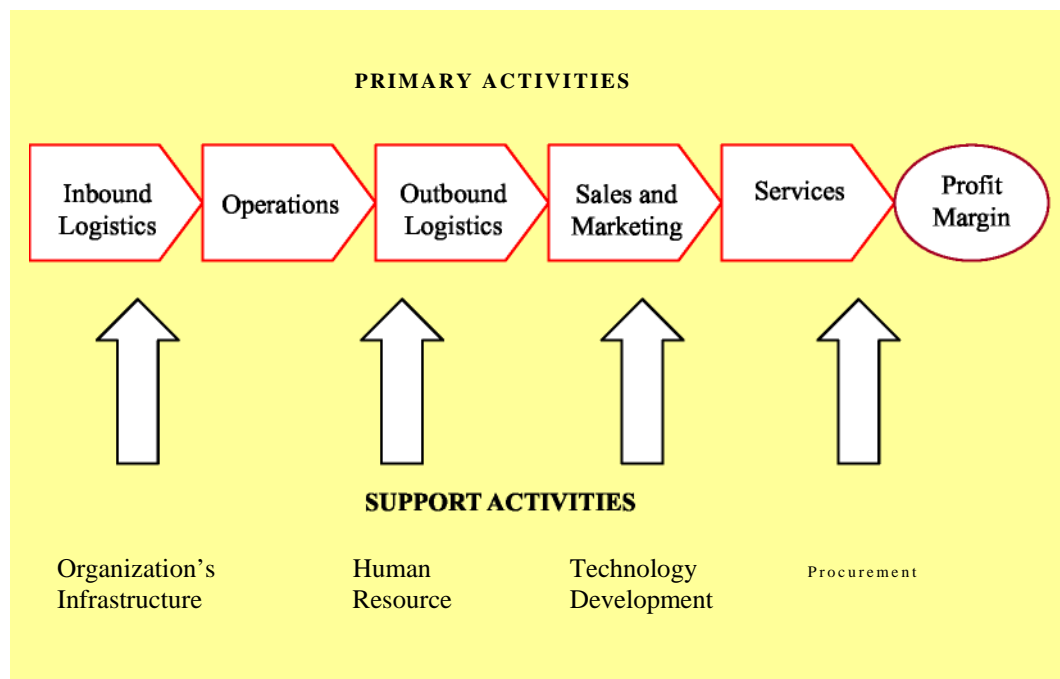 PRIMARY ACTIVITIES
Inbound
Logistics
Operations
Outbound
Logistics
Sales and
Marketing
Services
Profit
Margin
SUPPORT ACTIVITIES
Organization’s
Infrastructure
Human
Resource
Technology
Development
Procurement